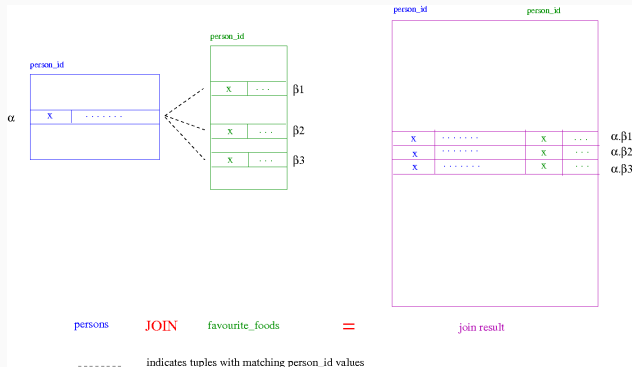 person_id
person_id
person_id
person_id
α x ·······
x ··· β1
x ··· β2
x ··· β3
x ······· x ··· α.β1
x ······· x ··· α.β2
x ······· x ··· α.β3
persons JOIN favourite_foods = join result
indicates tuples with matching person_id values